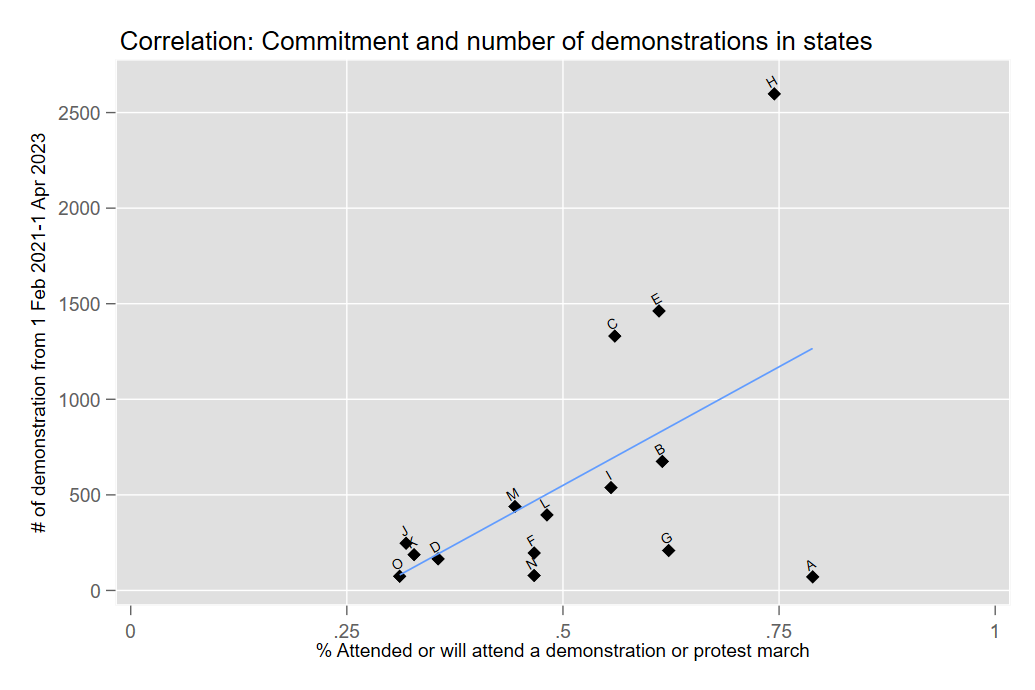 Correlation: Commitment and number of demonstrations in states
# of demonstration from 1 Feb 2021-1 Apr 2023
2500
2000
1500
1000
500
0
H
E
C
B
I
M
L
J
K
D
F
G
O
N
A
0 .25 .5 .75 1
% Attended or will attend a demonstration or protest march